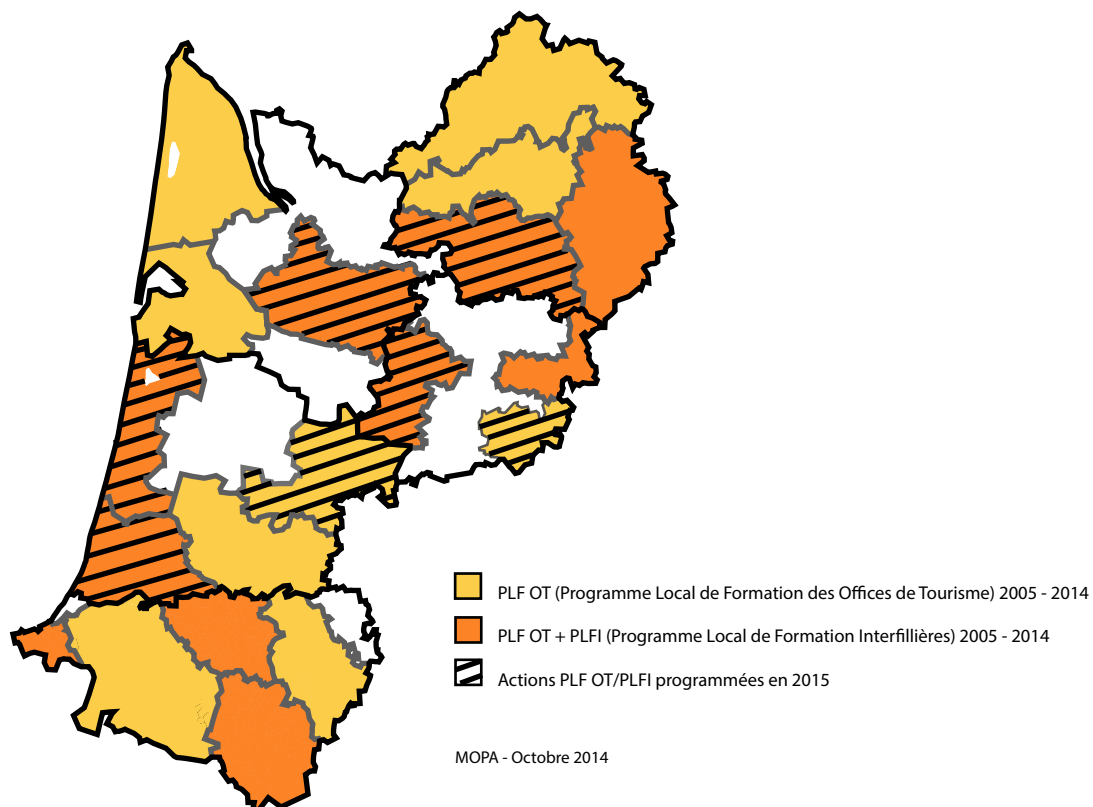 PLF OT (Programme Local de Formation des Offices de Tourisme) 2005 - 2014
PLF OT + PLFI (Programme Local de Formation Interfillières) 2005 - 2014
Actions PLF OT/PLFI programmées en 2015
MOPA - Octobre 2014